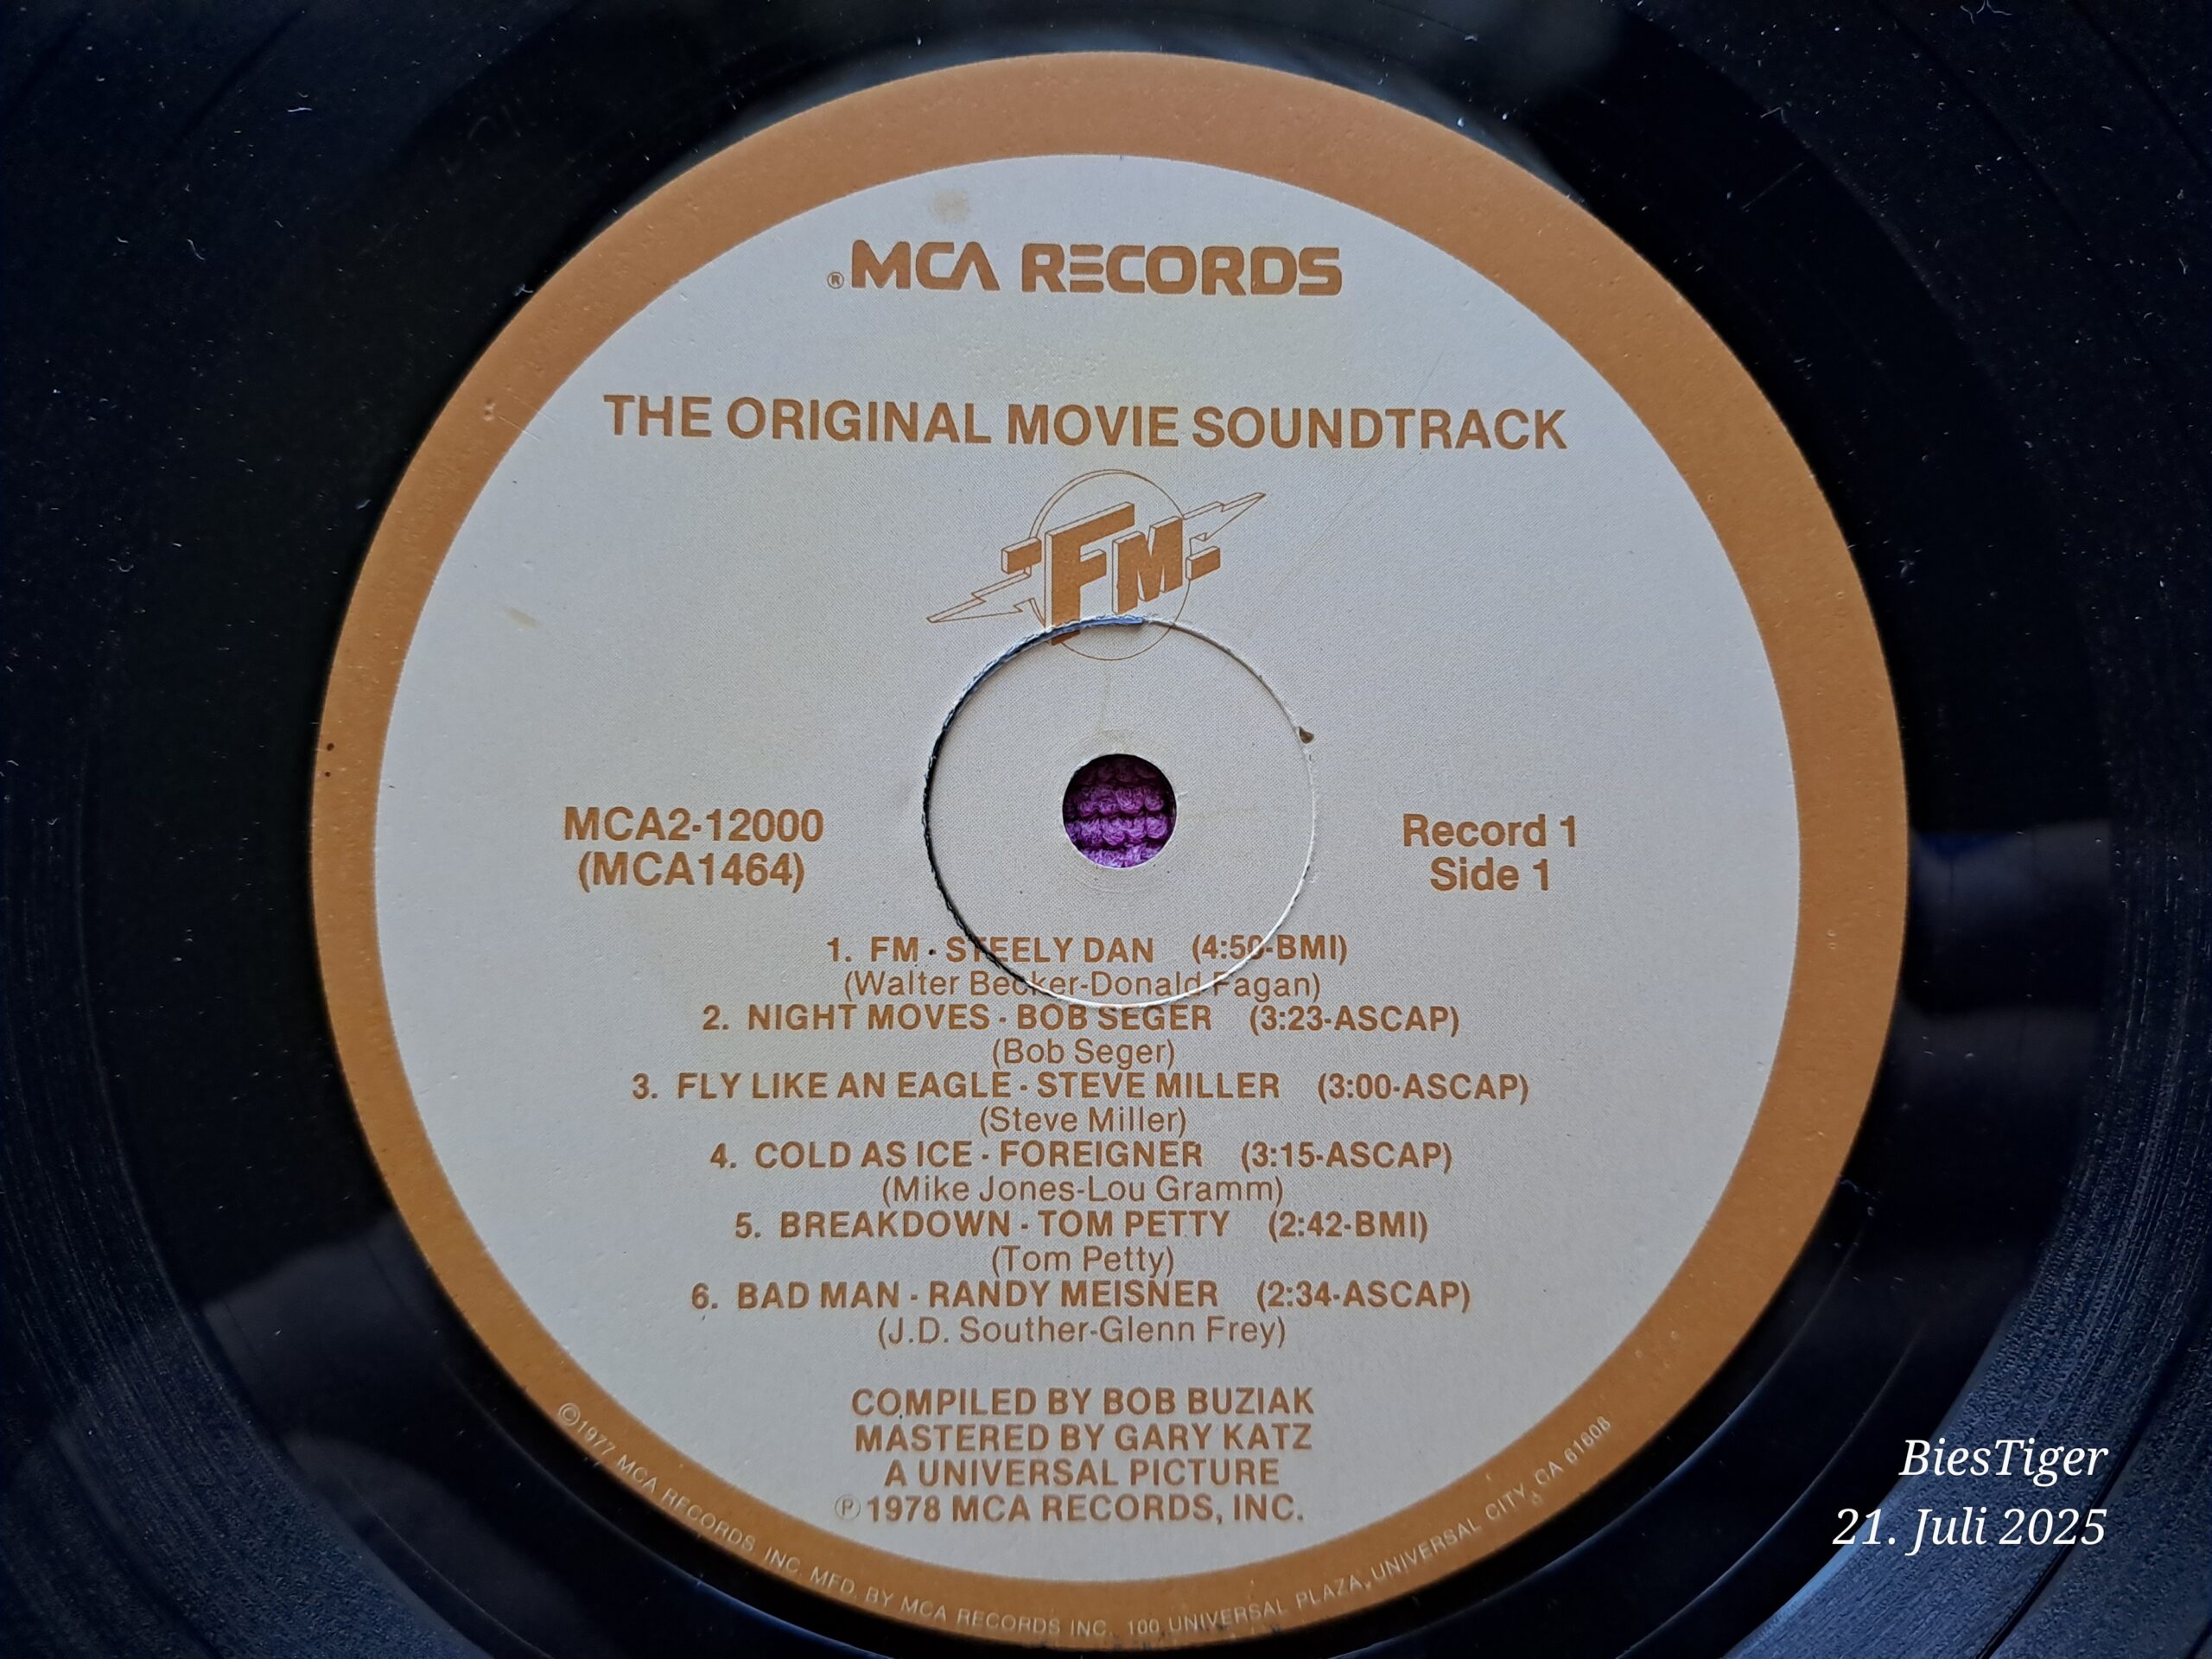 ®MCA RECORDS
THE ORIGINAL MOVIE SOUNDTRACK
FM
MCA2-12000
(MCA1464)
Record 1
Side 1
1. FM - STEELY DAN (4:50-BMI)
(Walter Becker-Donald Fagan)
2. NIGHT MOVES - BOB SEGER (3:23-ASCAP)
(Bob Seger)
3. FLY LIKE AN EAGLE - STEVE MILLER (3:00-ASCAP)
(Steve Miller)
4. COLD AS ICE - FOREIGNER (3:15-ASCAP)
(Mike Jones-Lou Gramm)
5. BREAKDOWN - TOM PETTY (2:42-BMI)
(Tom Petty)
6. BAD MAN - RANDY MEISNER (2:34-ASCAP)
(J.D. Souther-Glenn Frey)
COMPILED BY BOB BUZIAK
MASTERED BY GARY KATZ
A UNIVERSAL PICTURE
℗1978 MCA RECORDS, INC.
©1977 MCA RECORDS INC. MFD. BY MCA RECORDS INC. 100 UNIVERSAL PLAZA, UNIVERSAL CITY, CA 61608
BiesTiger
21. Juli 2025